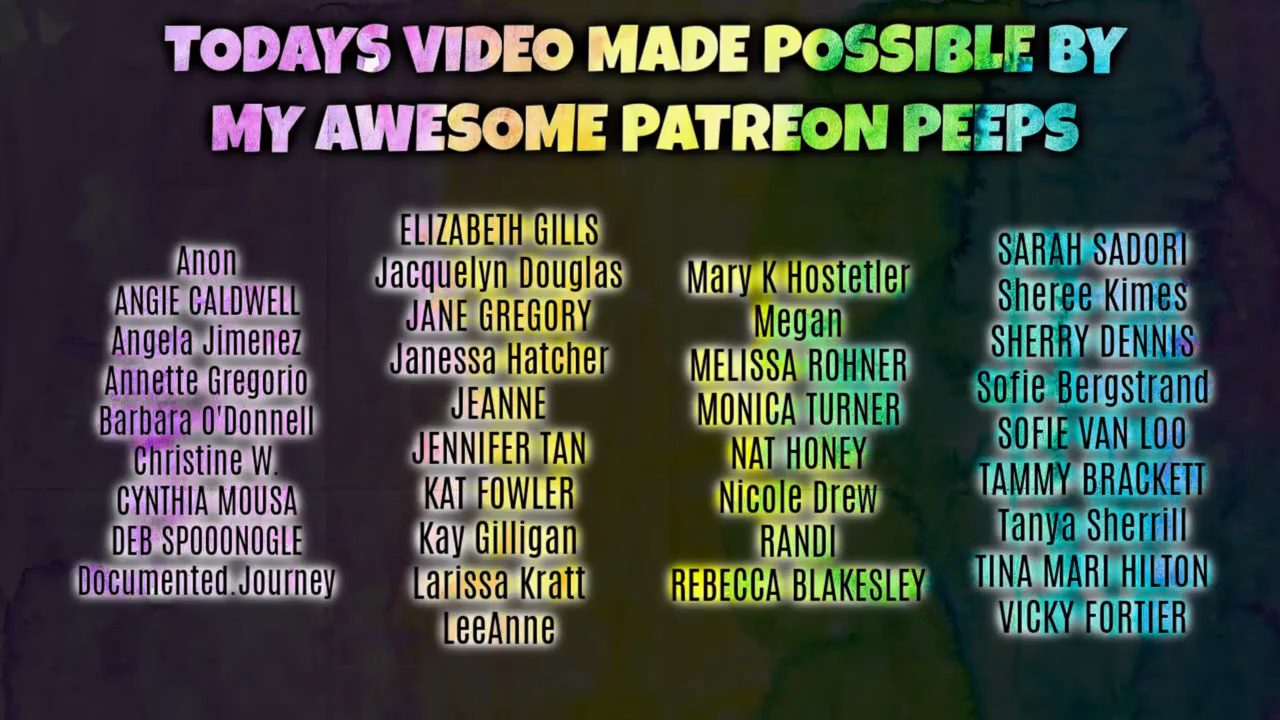 TODAYS VIDEO MADE POSSIBLE BY
MY AWESOME PATREON PEEPS
Anon
ANGIE CALDWELL
Angela Jimenez
Annette Gregorio
Barbara O'Donnell
Christine W.
CYNTHIA MOUSA
DEB SPOOONOGLE
Documented.Journey
ELIZABETH GILLS
Jacquelyn Douglas
JANE GREGORY
Janessa Hatcher
JEANNE
JENNIFER TAN
KAT FOWLER
Kay Gilligan
Larissa Kratt
LeeAnne
Mary K Hostetler
Megan
MELISSA ROHNER
MONICA TURNER
NAT HONEY
Nicole Drew
RANDI
REBECCA BLAKESLEY
SARAH SADORI
Sheree Kimes
SHERRY DENNIS
Sofie Bergstrand
SOFIE VAN LOO
TAMMY BRACKETT
Tanya Sherrill
TINA MARI HILTON
VICKY FORTIER